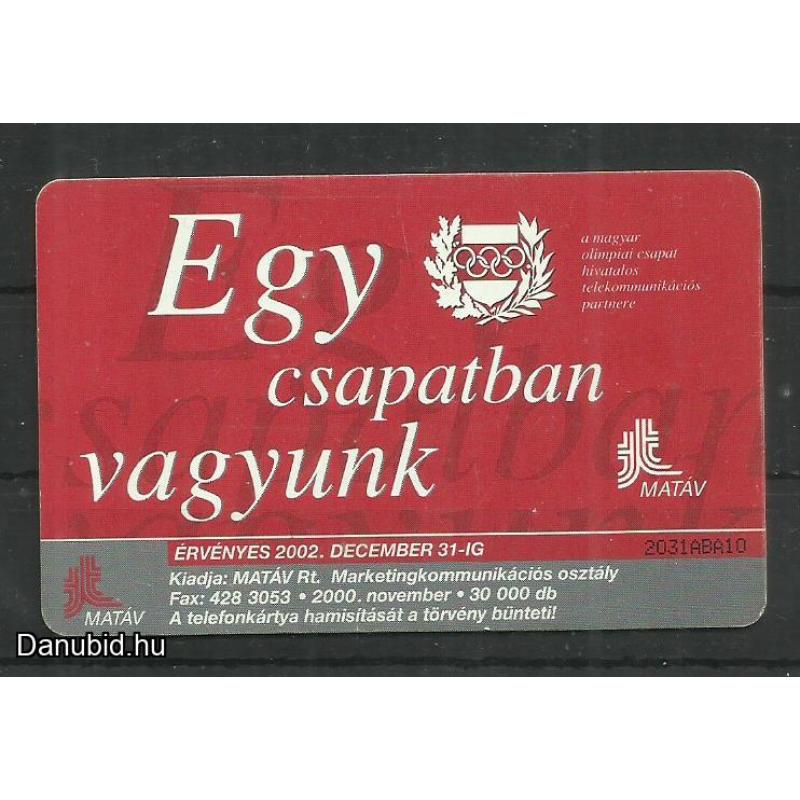 Egy
csapatban
vagyunk
a magyar
olimpiai csapat
hivatalos
telekommunikációs
partnere
MATÁV
ÉRVÉNYES 2002. DECEMBER 31-IG
2031ABA10
Kiadja: MATÁV Rt. Marketingkommunikációs osztály
Fax: 428 3053 • 2000. november • 30 000 db
A telefonkártya hamisítását a törvény bünteti!
MATÁV
Danubid.hu